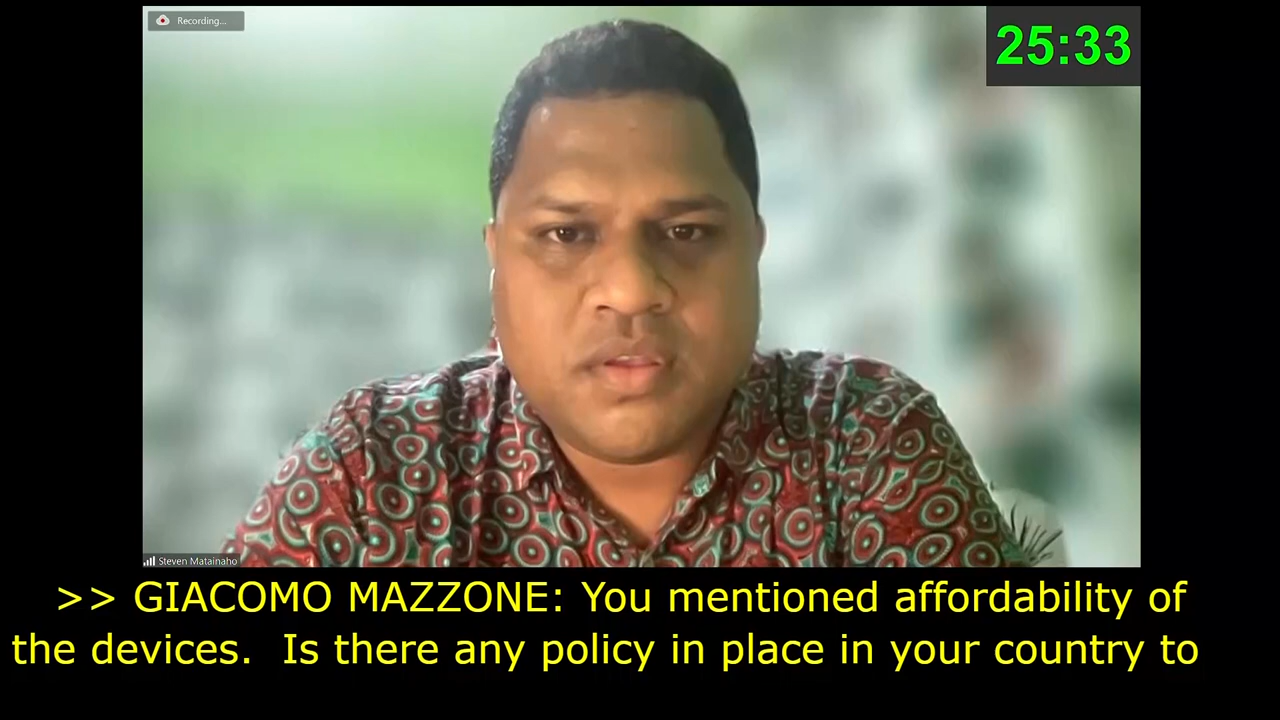 Recording...
25:33
Steven Matainaho
>> GIACOMO MAZZONE: You mentioned affordability of
the devices.  Is there any policy in place in your country to